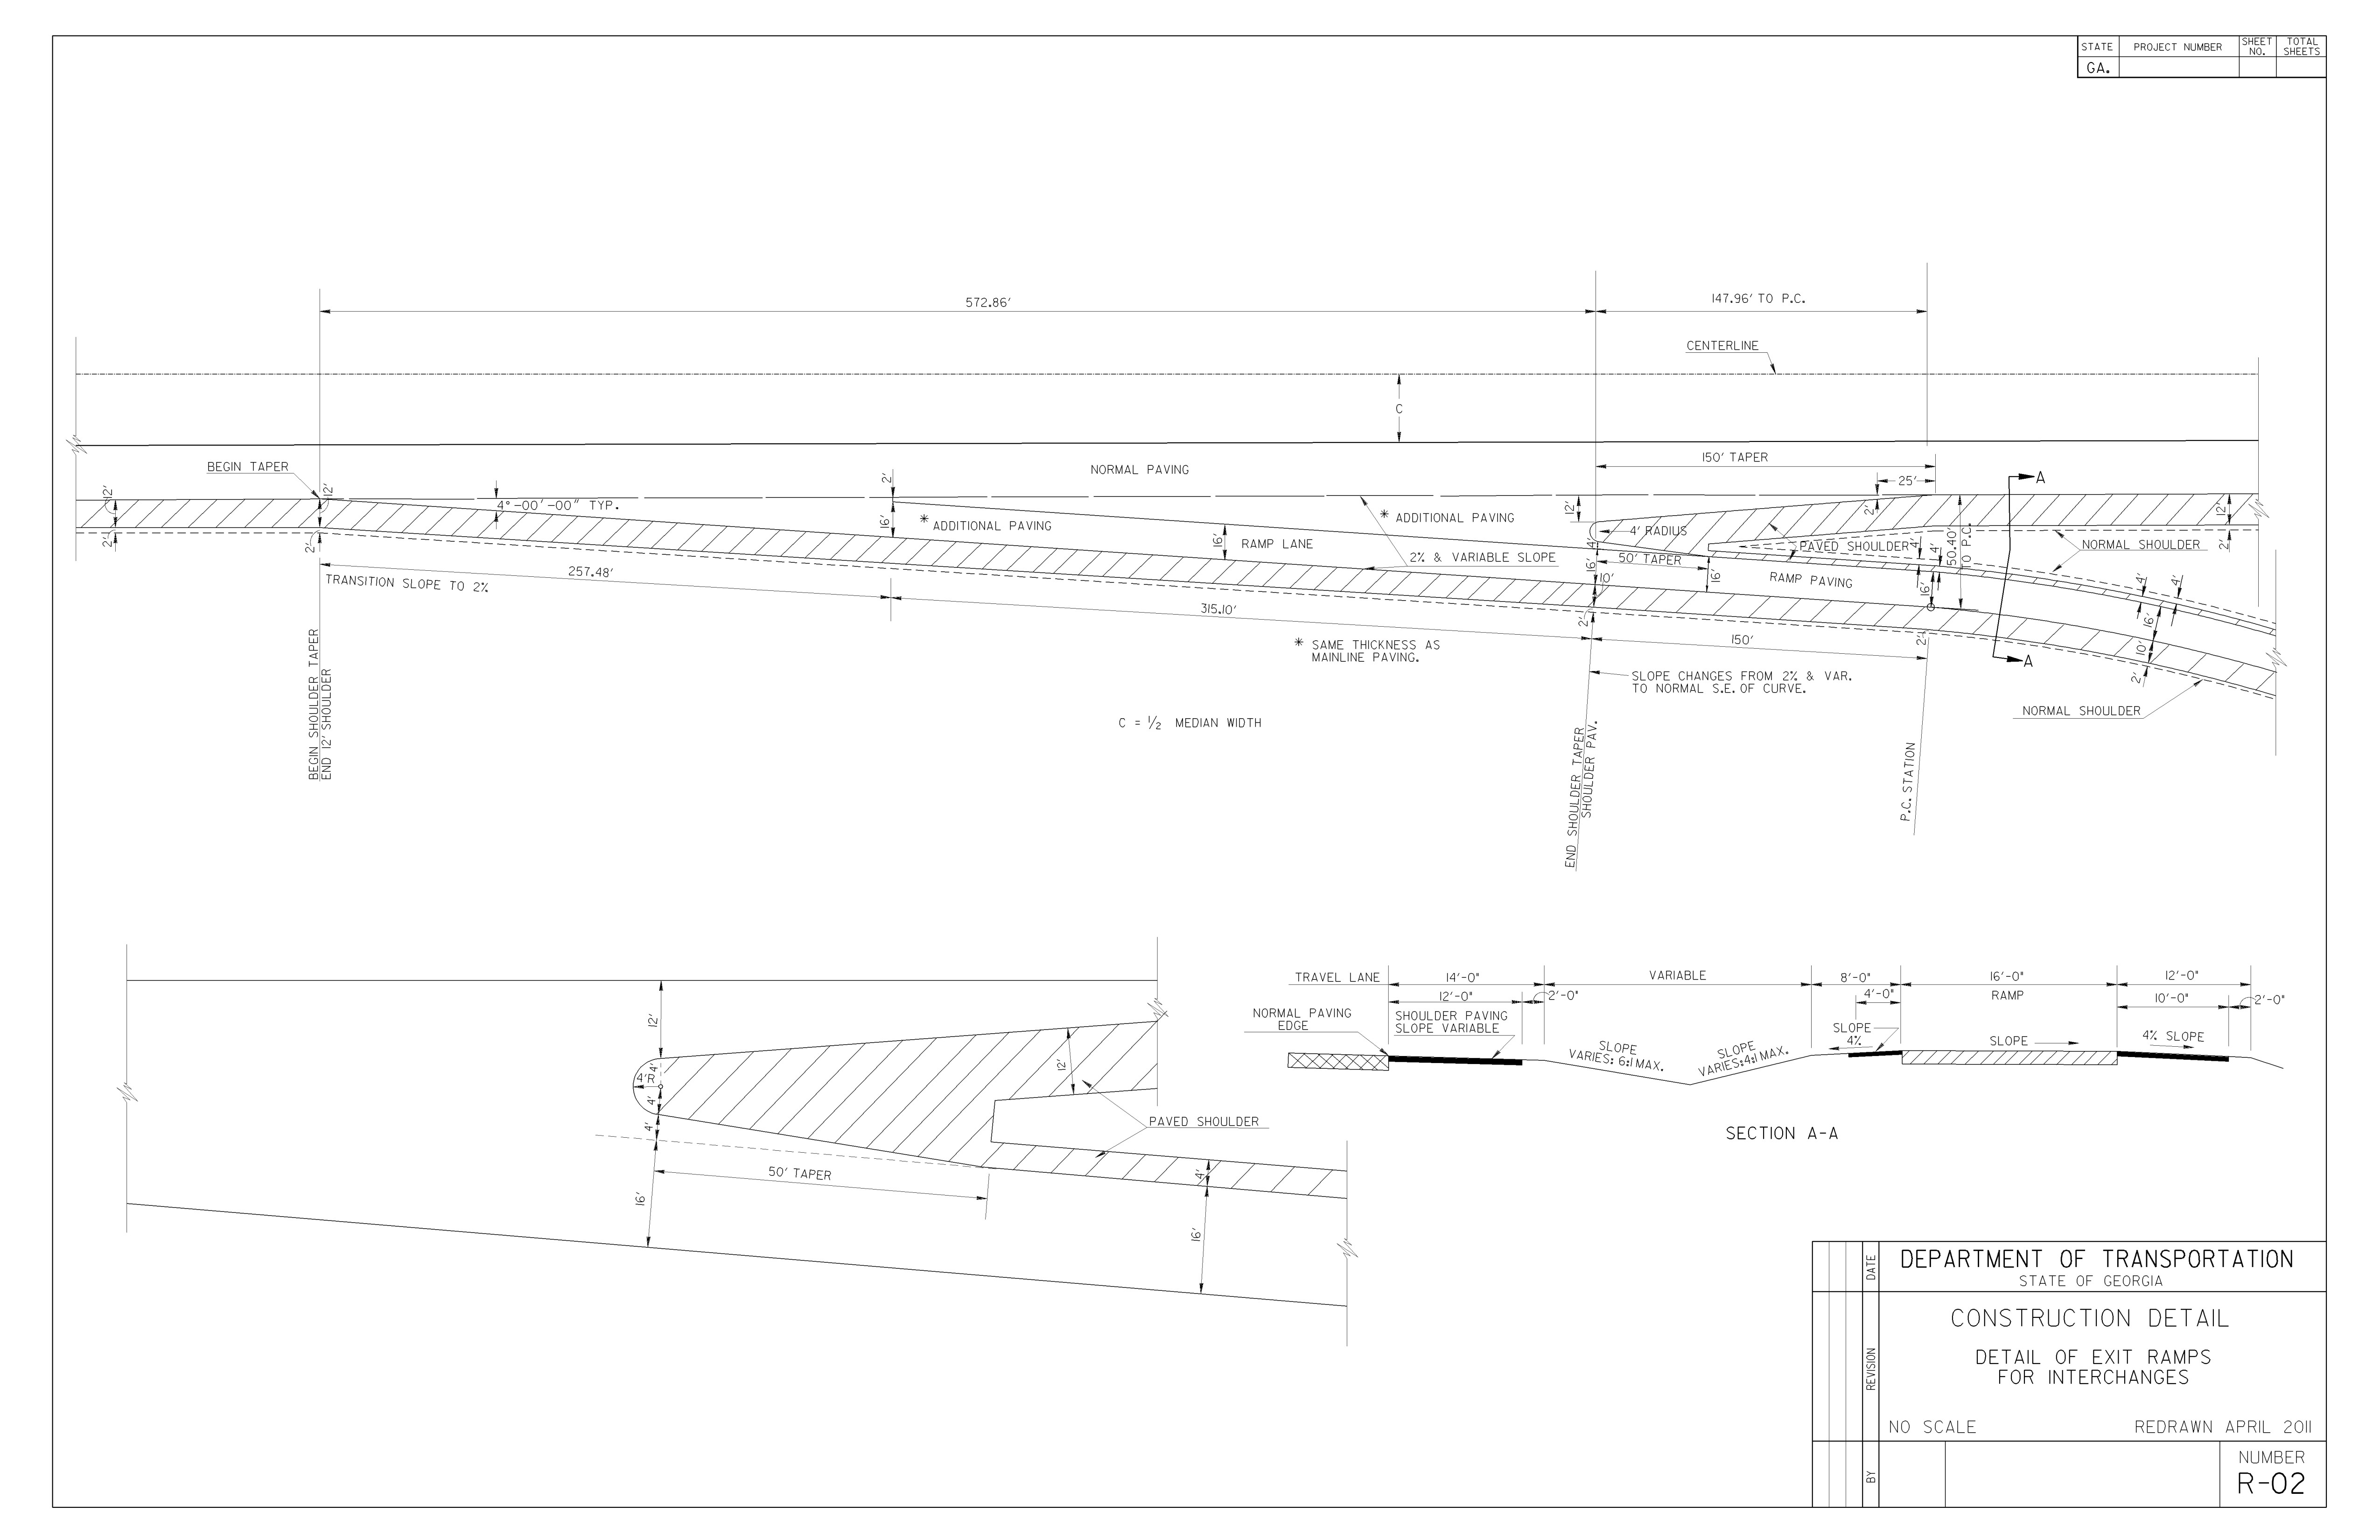 STATE
PROJECT NUMBER
SHEET
NO.
TOTAL
SHEETS
GA.
572.86'
147.96' TO P.C.
CENTERLINE
C
BEGIN TAPER
12'
2'
12'
2'
4°-00'-00" TYP.
NORMAL PAVING
2'
16'
* ADDITIONAL PAVING
16'
RAMP LANE
* ADDITIONAL PAVING
2% & VARIABLE SLOPE
150' TAPER
25'
2'
12'
4' RADIUS
4'
16'
10'
2'
50' TAPER
16'
PAVED SHOULDER
RAMP PAVING
4'
4'
16'
50.40'
TO P.C.
2'
A
A
12'
2'
NORMAL SHOULDER
4'
4'
16'
10'
2'
NORMAL SHOULDER
257.48'
TRANSITION SLOPE TO 2%
315.10'
150'
* SAME THICKNESS AS
MAINLINE PAVING.
SLOPE CHANGES FROM 2% & VAR.
TO NORMAL S.E. OF CURVE.
C = 1/2 MEDIAN WIDTH
BEGIN SHOULDER TAPER
END 12' SHOULDER
END SHOULDER TAPER
SHOULDER PAV.
P.C. STATION
12'
4'R
4'
4'
4'
16'
50' TAPER
12'
PAVED SHOULDER
4'
16'
TRAVEL LANE
14'-0"
VARIABLE
8'-0"
16'-0"
12'-0"
12'-0"
2'-0"
4'-0"
RAMP
10'-0"
2'-0"
NORMAL PAVING
EDGE
SHOULDER PAVING
SLOPE VARIABLE
SLOPE
VARIES: 6:1 MAX.
SLOPE
VARIES:4:1 MAX.
SLOPE
4%
SLOPE
4% SLOPE
SECTION A-A
DATE
REVISION
BY
DEPARTMENT OF TRANSPORTATION
STATE OF GEORGIA
CONSTRUCTION DETAIL
DETAIL OF EXIT RAMPS
FOR INTERCHANGES
NO SCALE
REDRAWN APRIL 2011
NUMBER
R-02